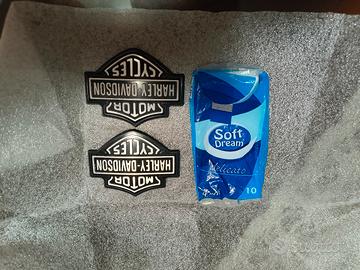 MOTOR
HARLEY-DAVIDSON
CYCLES
MOTOR
HARLEY-DAVIDSON
CYCLES
Soft
Dream
delicato
10